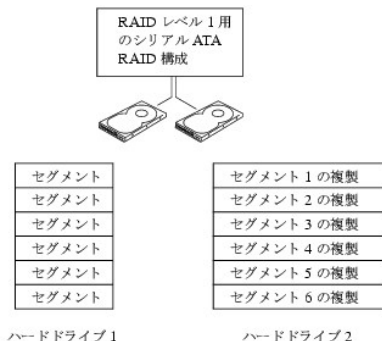 RAID レベル 1 用
のシリアル ATA
RAID 構成
セグメント
セグメント
セグメント
セグメント
セグメント
セグメント
セグメント 1 の複製
セグメント 2 の複製
セグメント 3 の複製
セグメント 4 の複製
セグメント 5 の複製
セグメント 6 の複製
ハードドライブ 1
ハードドライブ 2